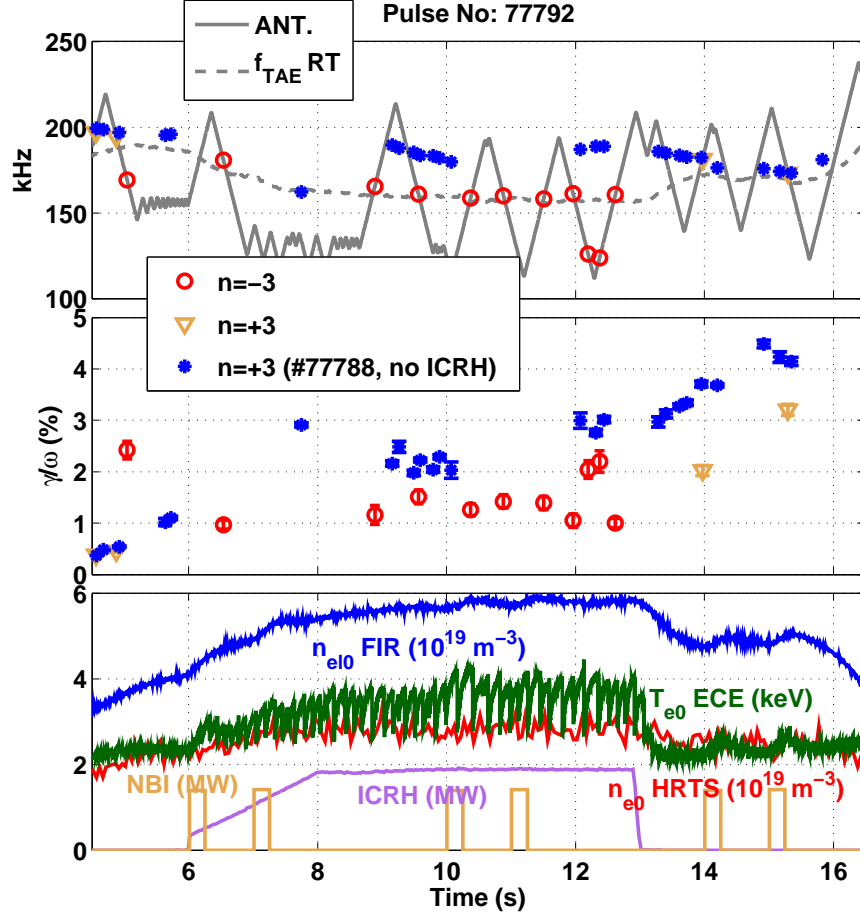 Pulse No: 77792
ANT.
f_TAE RT
250
200
150
100
kHz
n=−3
n=+3
n=+3 (#77788, no ICRH)
5
4
3
2
1
0
γ/ω (%)
6
4
2
0
n_el0 FIR (10^19 m^−3)
T_e0 ECE (keV)
NBI (MW)
ICRH (MW)
n_e0 HRTS (10^19 m^−3)
6 8 10 12 14 16
Time (s)